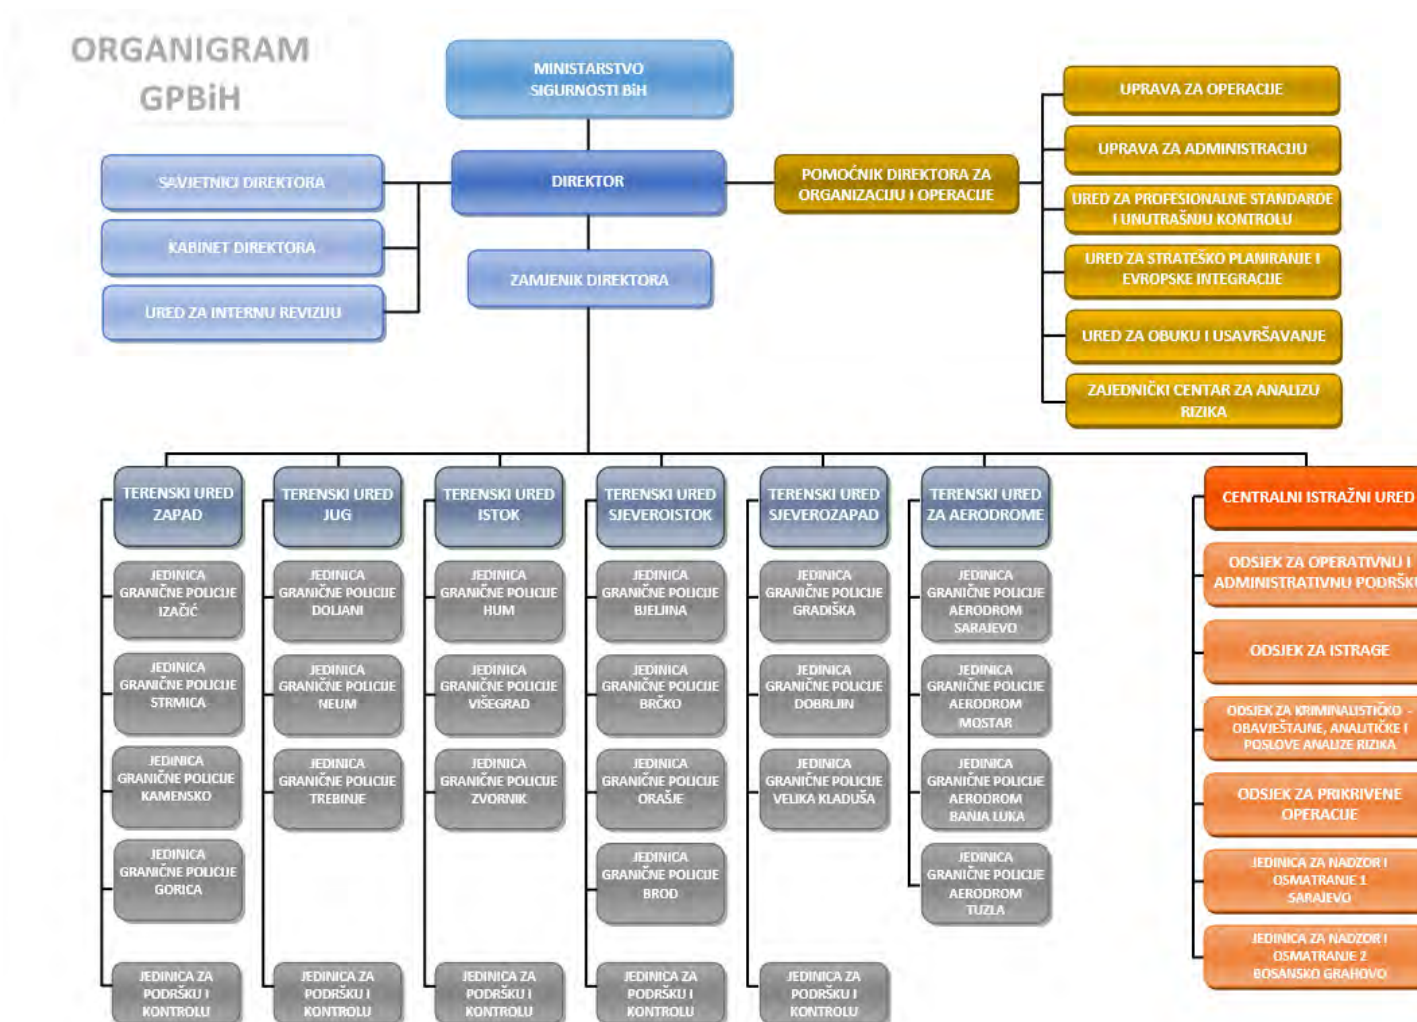 ORGANIGRAM
GPBiH
MINISTARSTVO
SIGURNOSTI BiH
DIREKTOR
ZAMJENIK DIREKTORA
SAVJETNICI DIREKTORA
KABINET DIREKTORA
URED ZA INTERNU REVIZIJU
POMOĆNIK DIREKTORA ZA
ORGANIZACIJU I OPERACIJE
UPRAVA ZA OPERACIJE
UPRAVA ZA ADMINISTRACIJU
URED ZA PROFESIONALNE STANDARDE
I UNUTRAŠNJU KONTROLU
URED ZA STRATEŠKO PLANIRANJE I
EVROPSKE INTEGRACIJE
URED ZA OBUKU I USAVRŠAVANJE
ZAJEDNIČKI CENTAR ZA ANALIZU
RIZIKA
TERENSKI URED
ZAPAD
JEDINICA
GRANIČNE POLICIJE
IZAČIĆ
JEDINICA
GRANIČNE POLICIJE
STRMICA
JEDINICA
GRANIČNE POLICIJE
KAMENSKO
JEDINICA
GRANIČNE POLICIJE
GORICA
JEDINICA ZA
PODRŠKU I
KONTROLU
TERENSKI URED
JUG
JEDINICA
GRANIČNE POLICIJE
DOLJANI
JEDINICA
GRANIČNE POLICIJE
NEUM
JEDINICA
GRANIČNE POLICIJE
TREBINJE
JEDINICA ZA
PODRŠKU I
KONTROLU
TERENSKI URED
ISTOK
JEDINICA
GRANIČNE POLICIJE
HUM
JEDINICA
GRANIČNE POLICIJE
VIŠEGRAD
JEDINICA
GRANIČNE POLICIJE
ZVORNIK
JEDINICA ZA
PODRŠKU I
KONTROLU
TERENSKI URED
SJEVEROISTOK
JEDINICA
GRANIČNE POLICIJE
BJELJINA
JEDINICA
GRANIČNE POLICIJE
BRČKO
JEDINICA
GRANIČNE POLICIJE
ORAŠJE
JEDINICA
GRANIČNE POLICIJE
BROD
JEDINICA ZA
PODRŠKU I
KONTROLU
TERENSKI URED
SJEVEROZAPAD
JEDINICA
GRANIČNE POLICIJE
GRADIŠKA
JEDINICA
GRANIČNE POLICIJE
DOBRLJIN
JEDINICA
GRANIČNE POLICIJE
VELIKA KLADUŠA
JEDINICA ZA
PODRŠKU I
KONTROLU
TERENSKI URED
ZA AERODROME
JEDINICA
GRANIČNE POLICIJE
AERODROM
SARAJEVO
JEDINICA
GRANIČNE POLICIJE
AERODROM
MOSTAR
JEDINICA
GRANIČNE POLICIJE
AERODROM
BANJA LUKA
JEDINICA
GRANIČNE POLICIJE
AERODROM
TUZLA
CENTRALNI ISTRAŽNI URED
ODSJEK ZA OPERATIVNU I
ADMINISTRATIVNU PODRŠKU
ODSJEK ZA ISTRAGE
ODSJEK ZA KRIMINALISTIČKO -
OBAVJEŠTAJNE, ANALITIČKE I
POSLOVE ANALIZE RIZIKA
ODSJEK ZA PRIKRIVENE
OPERACIJE
JEDINICA ZA NADZOR I
OSMATRANJE 1
SARAJEVO
JEDINICA ZA NADZOR I
OSMATRANJE 2
BOSANSKO GRAHOVO